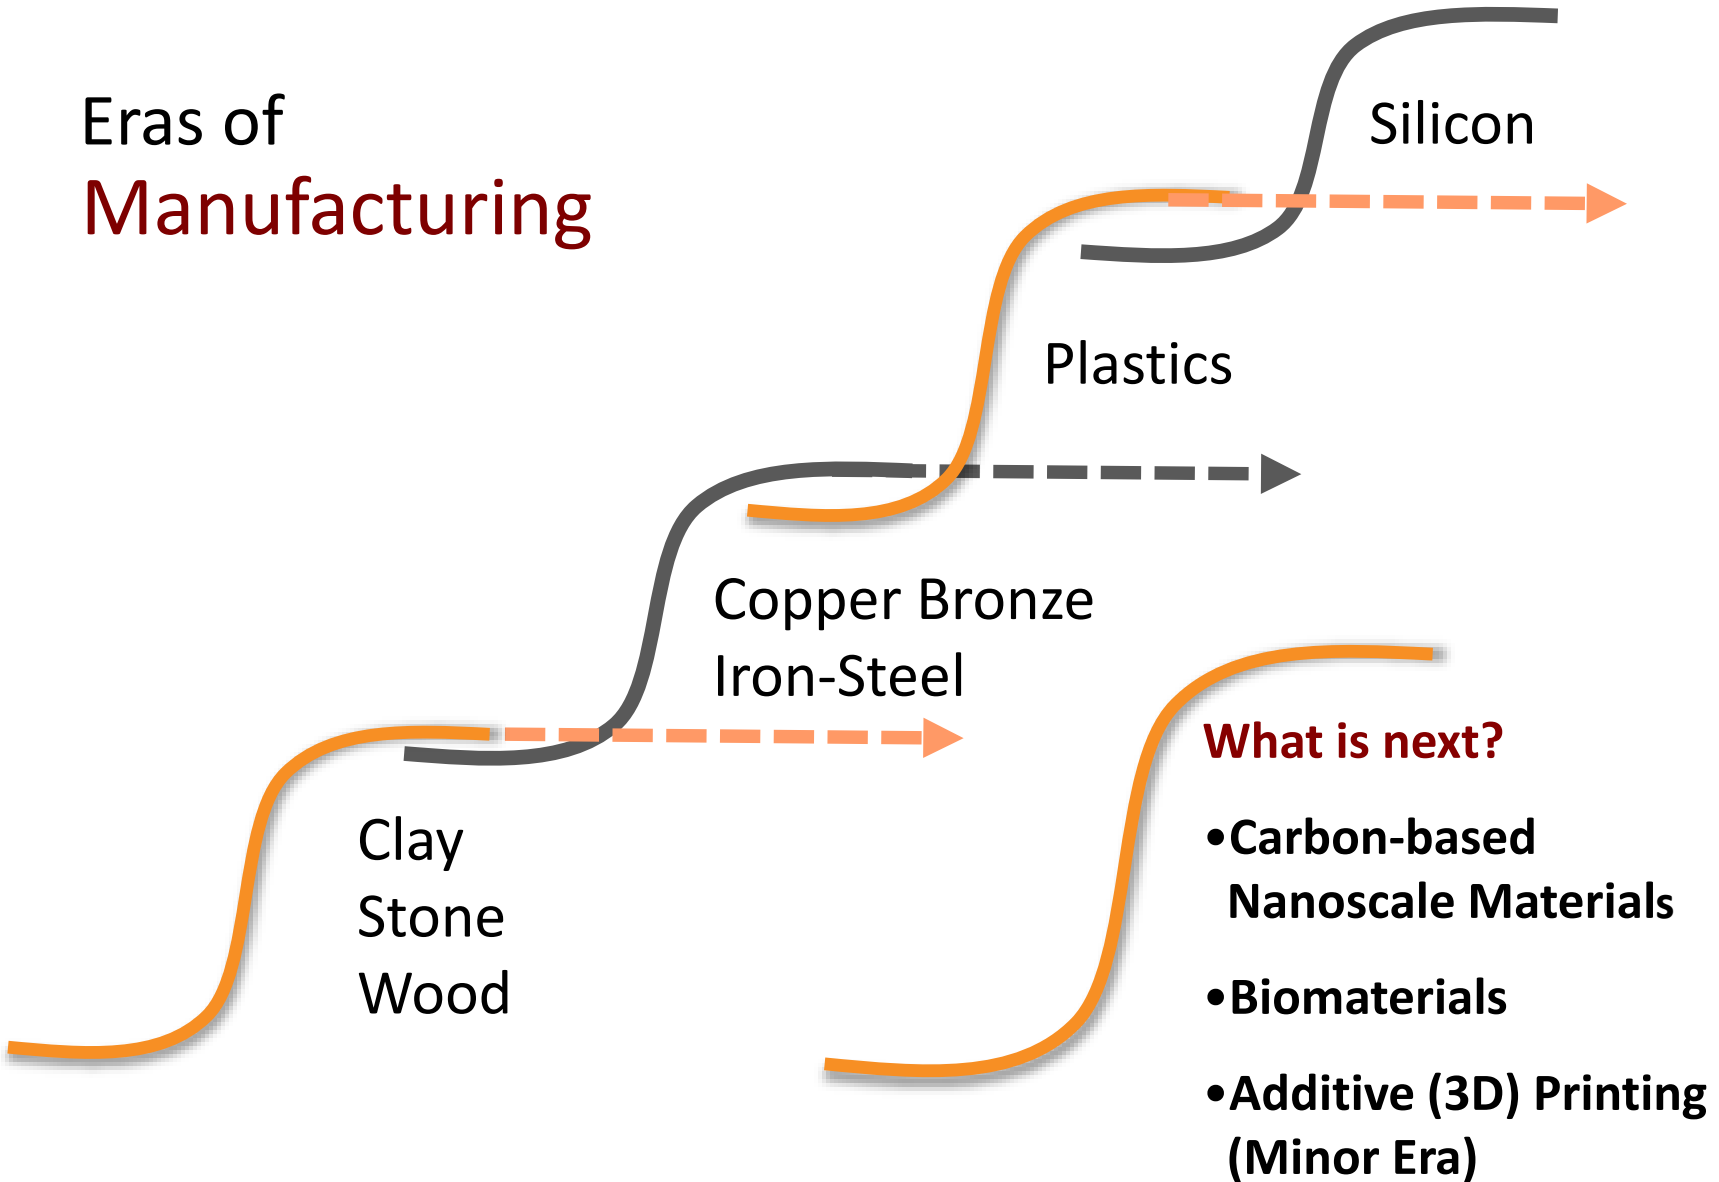 Eras of
Manufacturing
Silicon
Plastics
Copper Bronze
Iron-Steel
Clay
Stone
Wood
What is next?
•Carbon-based
Nanoscale Materials
•Biomaterials
•Additive (3D) Printing
(Minor Era)